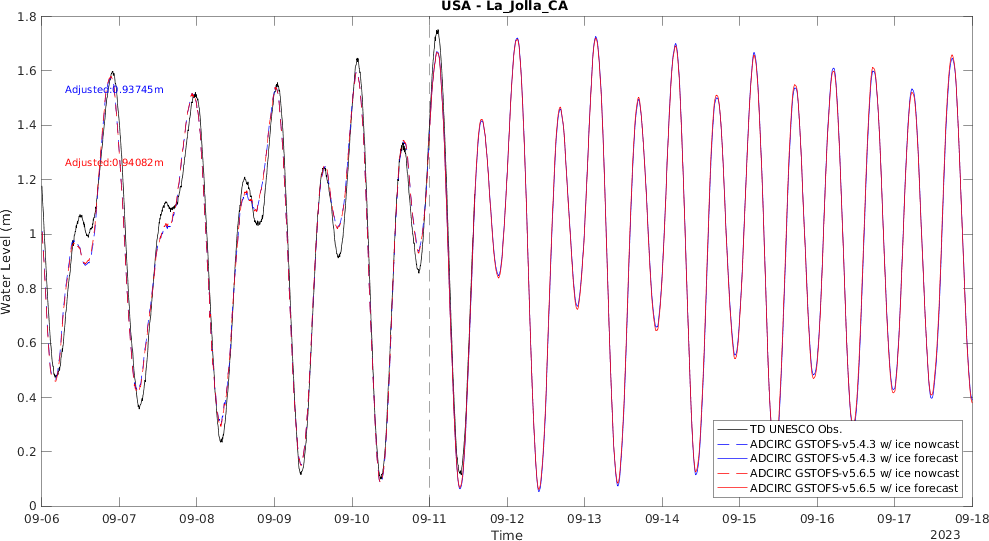 USA - La_Jolla_CA
1.8
1.6
1.4
1.2
1
0.8
0.6
0.4
0.2
0
Water Level (m)
Adjusted:0.93745m
Adjusted:0.94082m
TD UNESCO Obs.
ADCIRC GSTOFS-v5.4.3 w/ ice nowcast
ADCIRC GSTOFS-v5.4.3 w/ ice forecast
ADCIRC GSTOFS-v5.6.5 w/ ice nowcast
ADCIRC GSTOFS-v5.6.5 w/ ice forecast
09-06 09-07 09-08 09-09 09-10 09-11 09-12 09-13 09-14 09-15 09-16 09-17 09-18
Time
2023